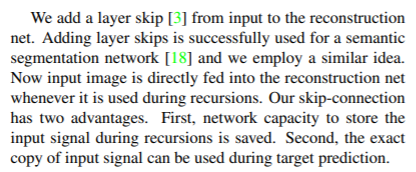 We add a layer skip [3] from input to the reconstruction
net. Adding layer skips is successfully used for a semantic
segmentation network [18] and we employ a similar idea.
Now input image is directly fed into the reconstruction net
whenever it is used during recursions. Our skip-connection
has two advantages. First, network capacity to store the
input signal during recursions is saved. Second, the exact
copy of input signal can be used during target prediction.